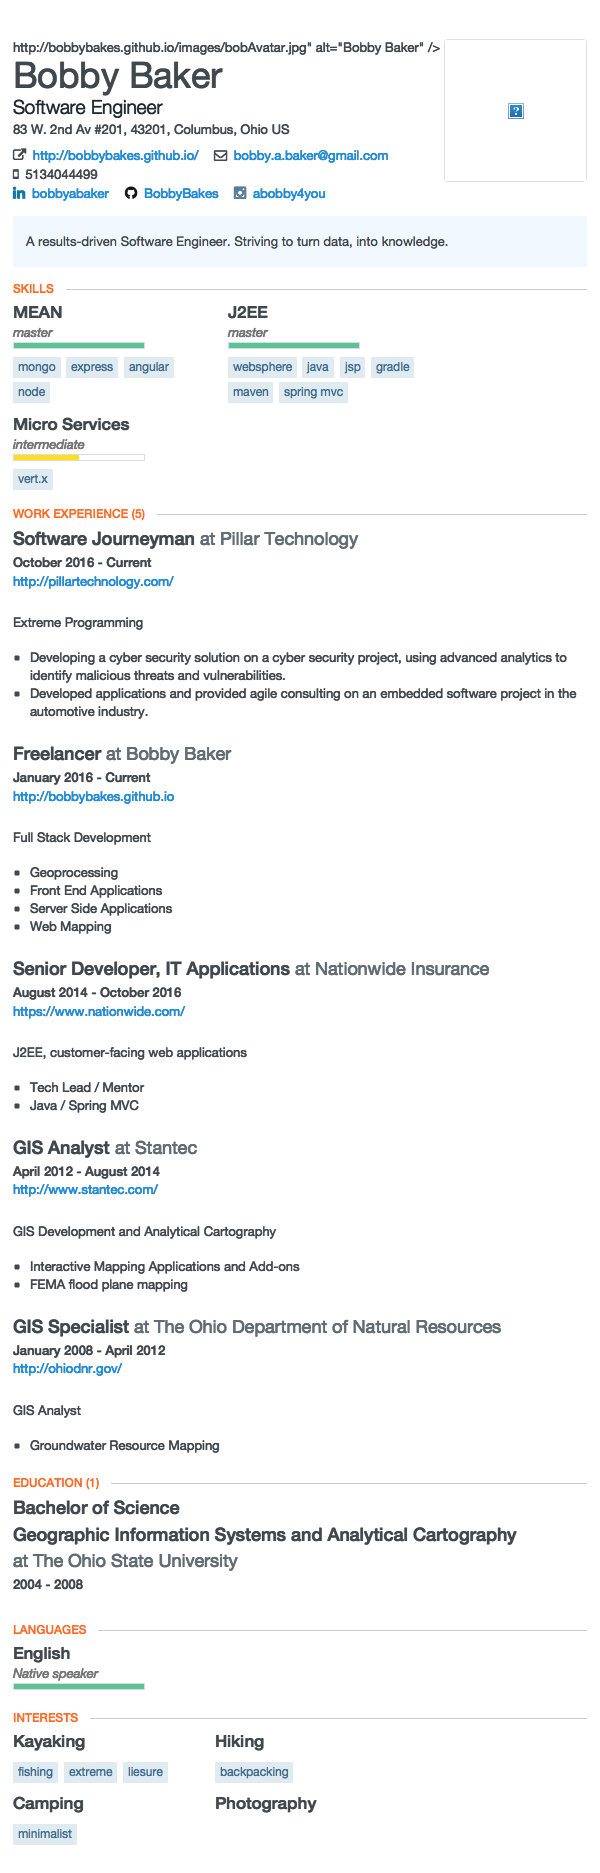 http://bobbybakes.github.io/images/bobAvatar.jpg" alt="Bobby Baker" />
Bobby Baker
Software Engineer
83 W. 2nd Av #201, 43201, Columbus, Ohio US
http://bobbybakes.github.io/ bobby.a.baker@gmail.com
5134044499
bobbyabaker BobbyBakes abobby4you
A results-driven Software Engineer. Striving to turn data, into knowledge.
SKILLS
MEAN J2EE
master master
mongo express angular websphere java jsp gradle
node maven spring mvc
Micro Services
intermediate
vert.x
WORK EXPERIENCE (5)
Software Journeyman at Pillar Technology
October 2016 - Current
http://pillartechnology.com/
Extreme Programming
Developing a cyber security solution on a cyber security project, using advanced analytics to
identify malicious threats and vulnerabilities.
Developed applications and provided agile consulting on an embedded software project in the
automotive industry.
Freelancer at Bobby Baker
January 2016 - Current
http://bobbybakes.github.io
Full Stack Development
Geoprocessing
Front End Applications
Server Side Applications
Web Mapping
Senior Developer, IT Applications at Nationwide Insurance
August 2014 - October 2016
https://www.nationwide.com/
J2EE, customer-facing web applications
Tech Lead / Mentor
Java / Spring MVC
GIS Analyst at Stantec
April 2012 - August 2014
http://www.stantec.com/
GIS Development and Analytical Cartography
Interactive Mapping Applications and Add-ons
FEMA flood plane mapping
GIS Specialist at The Ohio Department of Natural Resources
January 2008 - April 2012
http://ohiodnr.gov/
GIS Analyst
Groundwater Resource Mapping
EDUCATION (1)
Bachelor of Science
Geographic Information Systems and Analytical Cartography
at The Ohio State University
2004 - 2008
LANGUAGES
English
Native speaker
INTERESTS
Kayaking Hiking
fishing extreme liesure backpacking
Camping Photography
minimalist